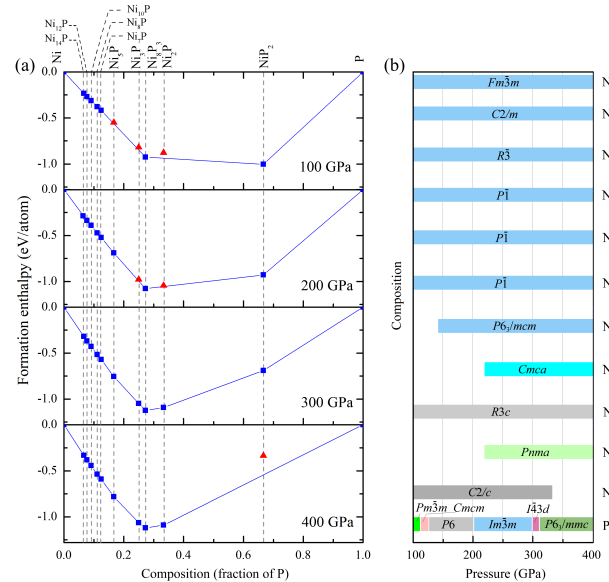 Ni₁₀P
Ni₁₂P
Ni₈P
Ni₁₄P
Ni₇P
Ni
Ni₅P
Ni₃P
Ni₈P₃
Ni₂P
NiP₂
P
(a)
0.0
-0.5
-1.0
100 GPa
0.0
-0.5
-1.0
200 GPa
0.0
-0.5
-1.0
300 GPa
0.0
-0.5
-1.0
400 GPa
Formation enthalpy (eV/atom)
0.0 0.2 0.4 0.6 0.8 1.0
Composition (fraction of P)
(b)
Composition
Fm3̄m N
C2/m N
R3̄ N
P1̄ N
P1̄ N
P1̄ N
P6₃/mcm N
Cmca N
R3c N
Pnma N
C2/c N
Pm3̄m Cmcm I4̄3d
P6 Im3̄m P6₃/mmc P
100 200 300 400
Pressure (GPa)